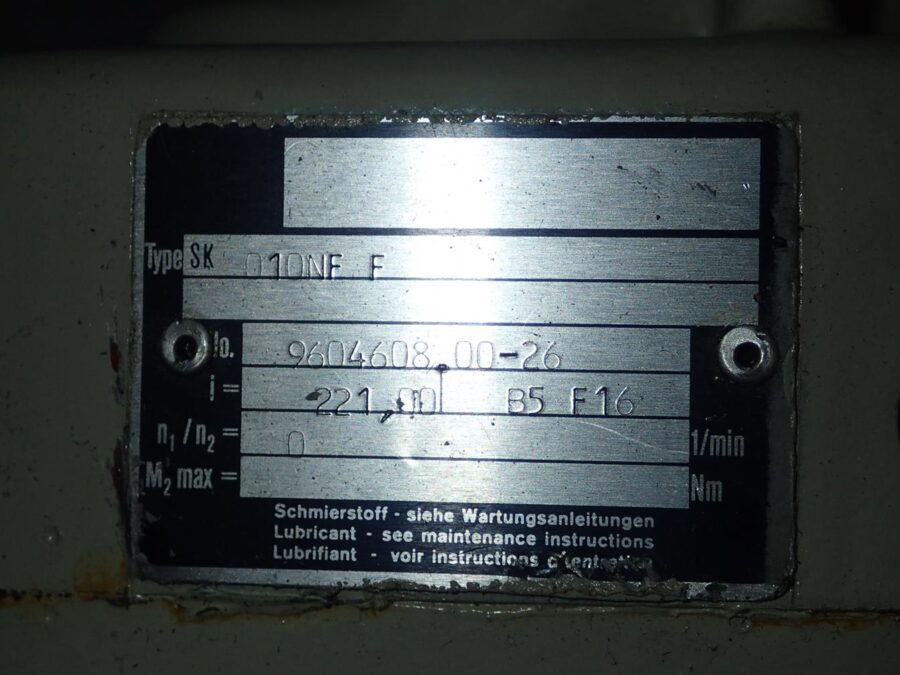 Type SK 010NF F
No. 9604608.00-26
i = 221,00 B5 F16
n₁ / n₂ = 0 1/min
M₂ max = Nm
Schmierstoff - siehe Wartungsanleitungen
Lubricant - see maintenance instructions
Lubrifiant - voir instructions d'entretien